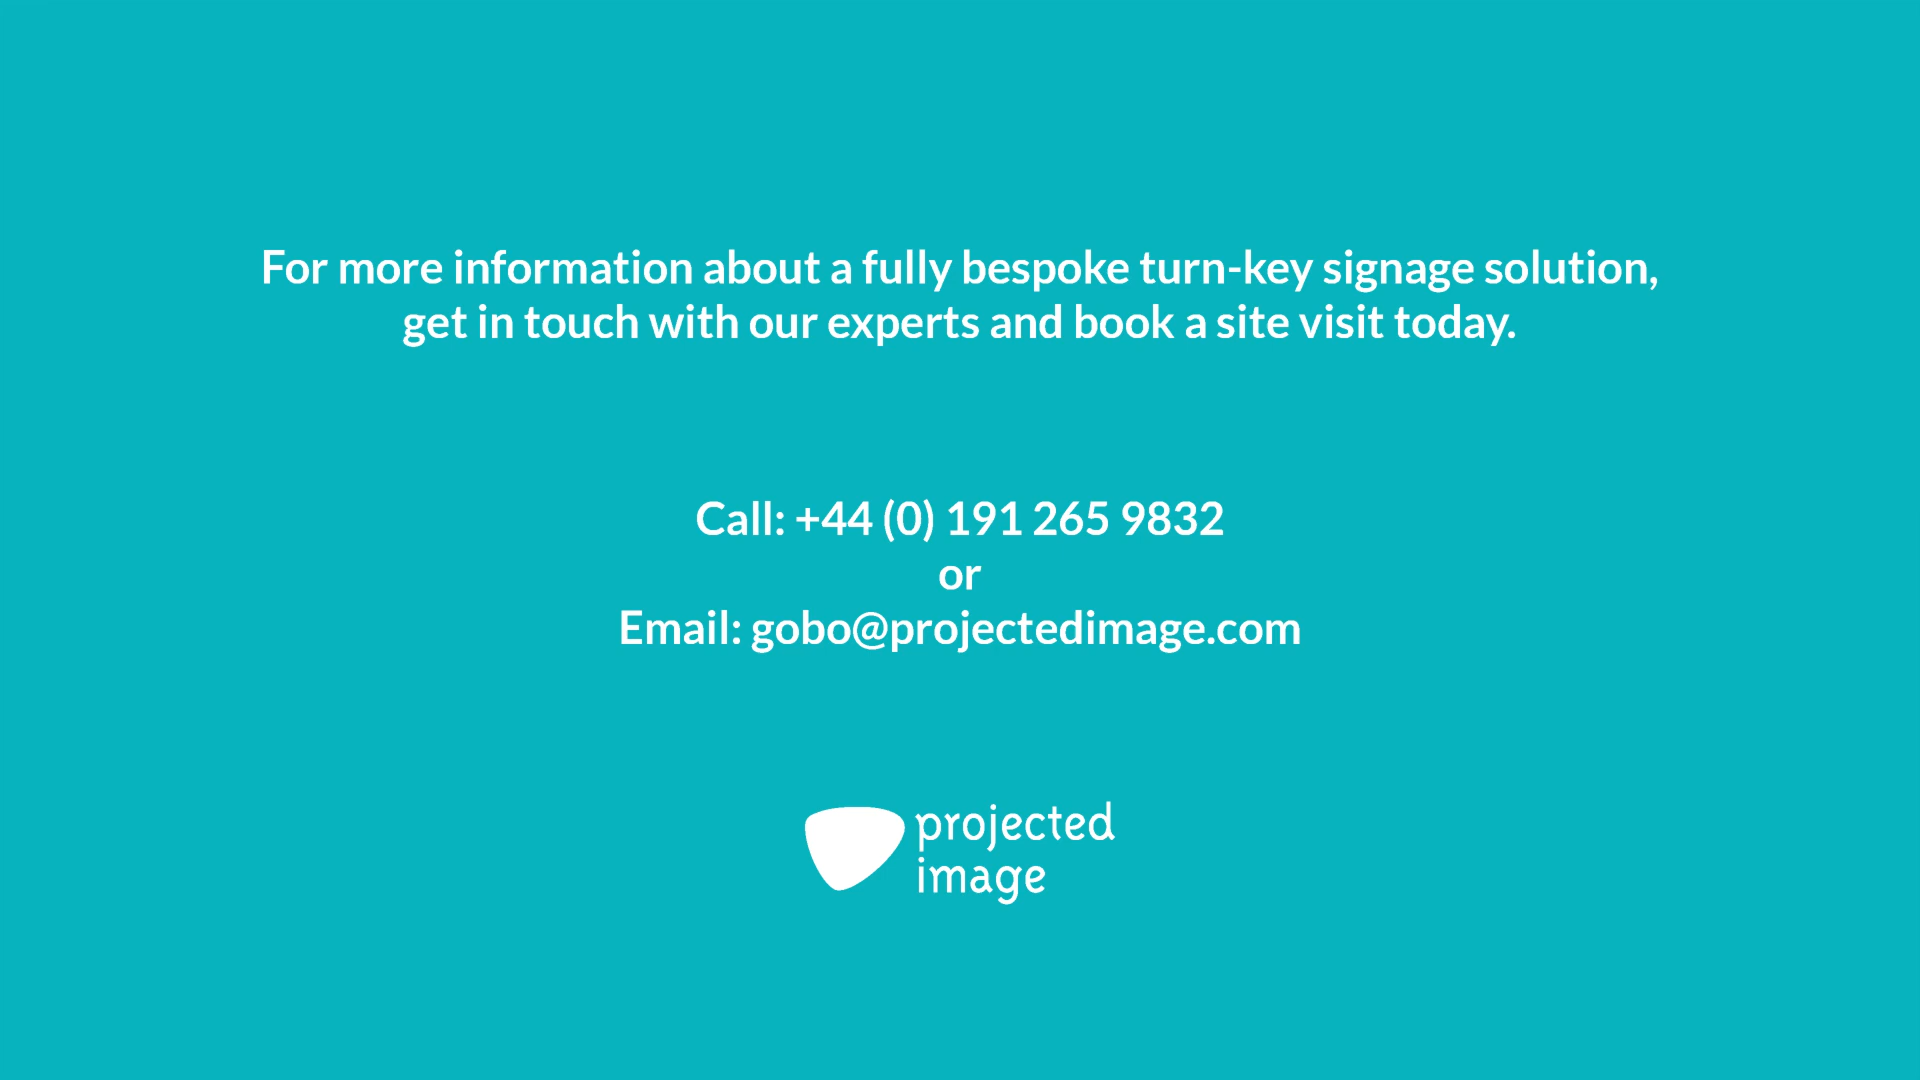 For more information about a fully bespoke turn-key signage solution,
get in touch with our experts and book a site visit today.
Call: +44 (0) 191 265 9832
or
Email: gobo@projectedimage.com
projected
image